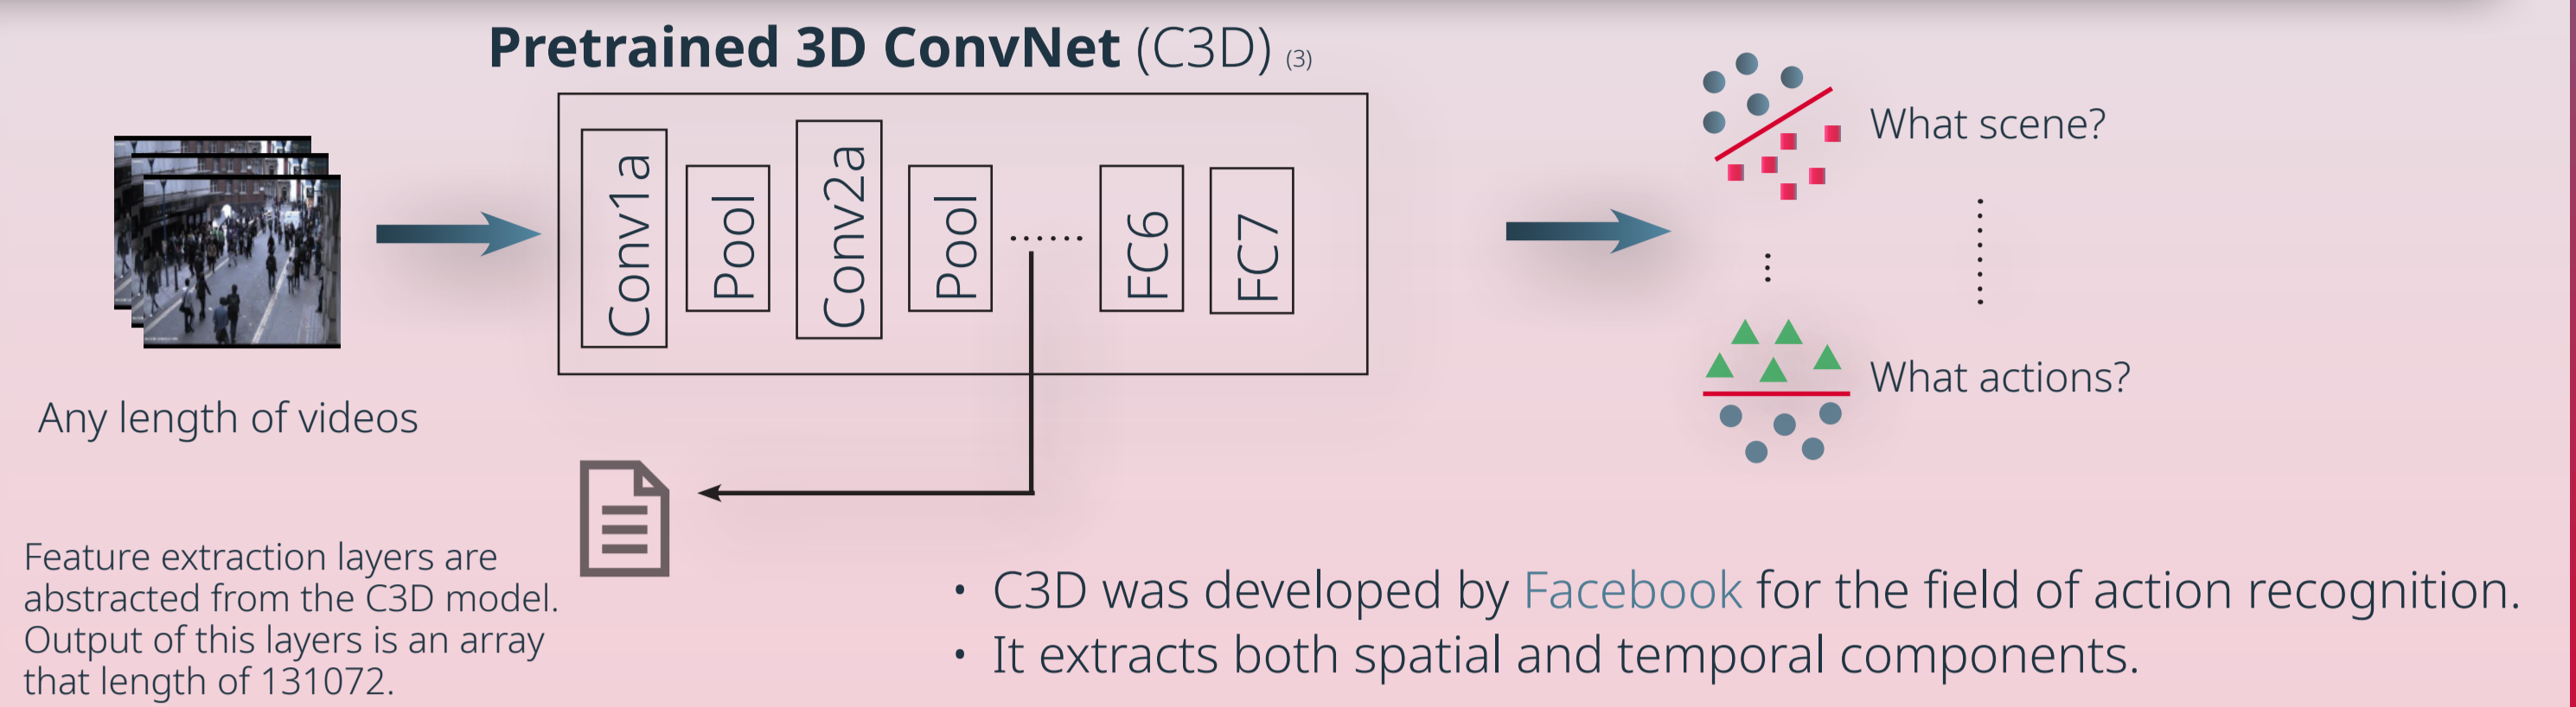 Pretrained 3D ConvNet (C3D) (3)
Conv1a
Pool
Conv2a
Pool
......
FC6
FC7
What scene?
What actions?
Any length of videos
Feature extraction layers are
abstracted from the C3D model.
Output of this layers is an array
that length of 131072.
• C3D was developed by Facebook for the field of action recognition.
• It extracts both spatial and temporal components.